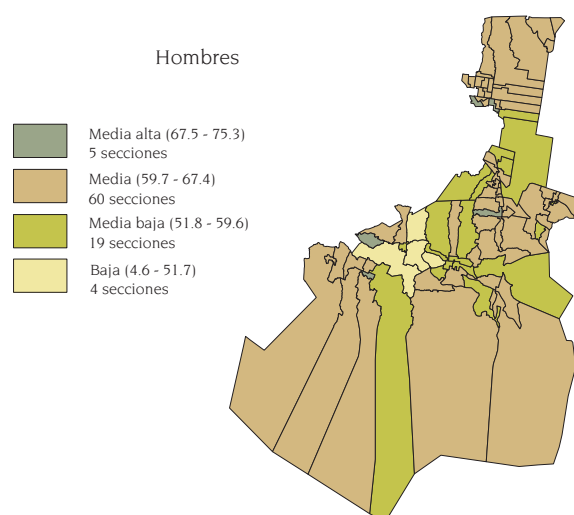 Hombres
Media alta (67.5 - 75.3)
5 secciones
Media (59.7 - 67.4)
60 secciones
Media baja (51.8 - 59.6)
19 secciones
Baja (4.6 - 51.7)
4 secciones